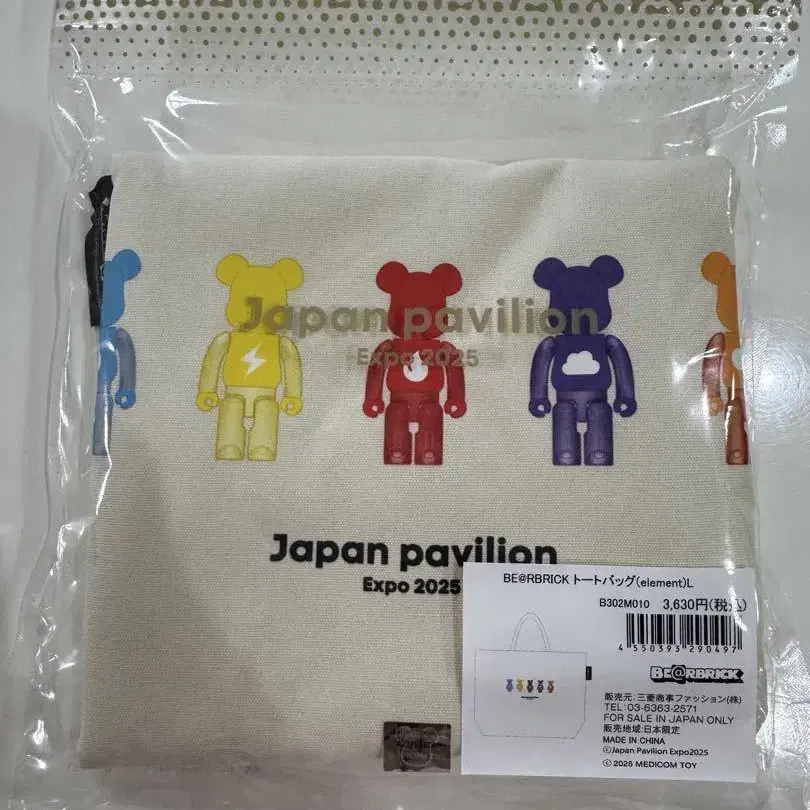 Japan pavilion
Expo 2025
Japan pavilion
Expo 2025
BE@RBRICK トートバッグ(element)L
B302M010 3,630円(税込)
4 550393 290497
BE@RBRICK
販売元:三菱商事ファッション(株)
TEL:03-6363-2571
FOR SALE IN JAPAN ONLY
販売地域:日本限定
MADE IN CHINA
©Japan Pavilion Expo2025
© 2025 MEDICOM TOY